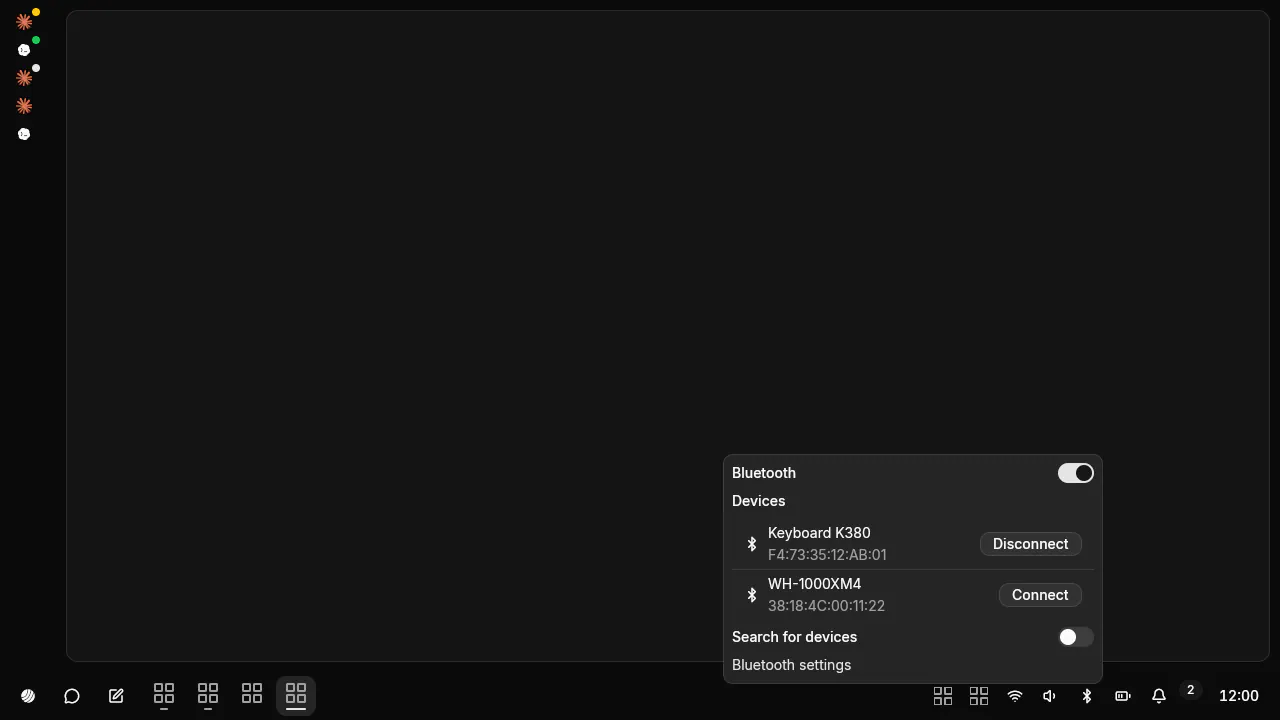 Bluetooth
Devices
Keyboard K380
F4:73:35:12:AB:01
Disconnect
WH-1000XM4
38:18:4C:00:11:22
Connect
Search for devices
Bluetooth settings
2
12:00